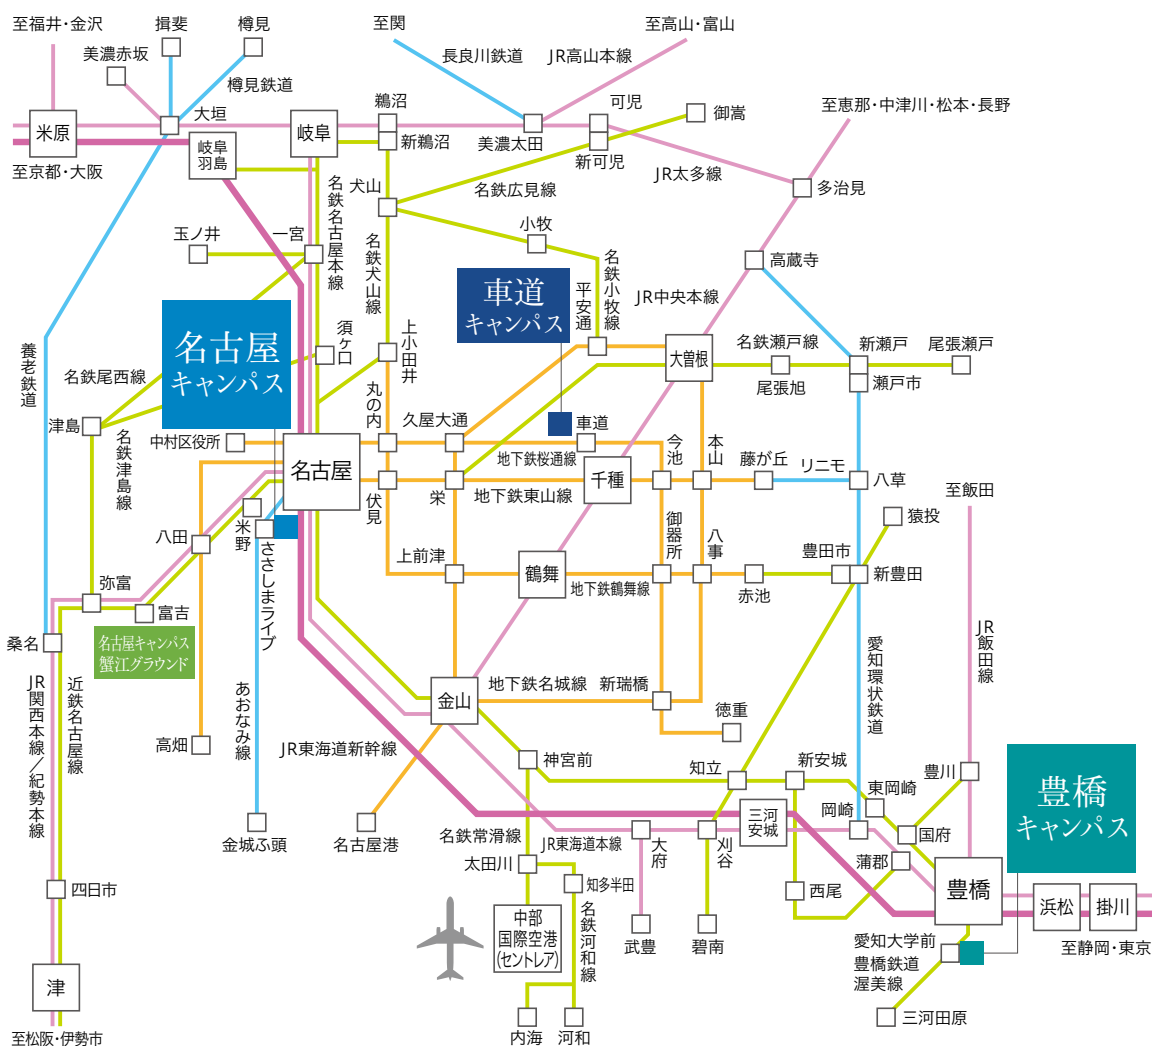 至福井・金沢
揖斐
樽見
至関
至高山・富山
美濃赤坂
樽見鉄道
長良川鉄道
JR高山本線
大垣
鵜沼
可児
御嵩
至恵那・中津川・松本・長野
米原
岐阜
羽島
岐阜
新鵜沼
美濃太田
新可児
至京都・大阪
JR太多線
犬山
名鉄広見線
多治見
名鉄名古屋本線
玉ノ井
一宮
小牧
名鉄犬山線
名鉄小牧線
高蔵寺
車道
キャンパス
平安通
JR中央本線
名古屋
キャンパス
須ヶ口
上小田井
大曽根
名鉄瀬戸線
新瀬戸
尾張瀬戸
養老鉄道
名鉄尾西線
尾張旭
瀬戸市
丸の内
津島
久屋大通
車道
中村区役所
名鉄津島線
地下鉄桜通線
今池
本山
藤が丘
リニモ
名古屋
千種
八草
伏見
栄
地下鉄東山線
至飯田
米野
御器所
八事
猿投
八田
ささしまライブ
上前津
鶴舞
豊田市
新豊田
地下鉄鶴舞線
赤池
弥富
富吉
桑名
名古屋キャンパス
蟹江グラウンド
愛知環状鉄道
JR飯田線
JR関西本線/紀勢本線
近鉄名古屋線
あおなみ線
金山
地下鉄名城線
新瑞橋
徳重
高畑
JR東海道新幹線
神宮前
知立
新安城
豊川
豊橋
キャンパス
東岡崎
岡崎
三河
安城
金城ふ頭
名古屋港
名鉄常滑線
JR東海道本線
大府
刈谷
国府
太田川
蒲郡
知多半田
豊橋
四日市
西尾
浜松
掛川
中部
国際空港
(セントレア)
名鉄河和線
武豊
碧南
愛知大学前
至静岡・東京
豊橋鉄道
渥美線
津
内海
河和
三河田原
至松阪・伊勢市